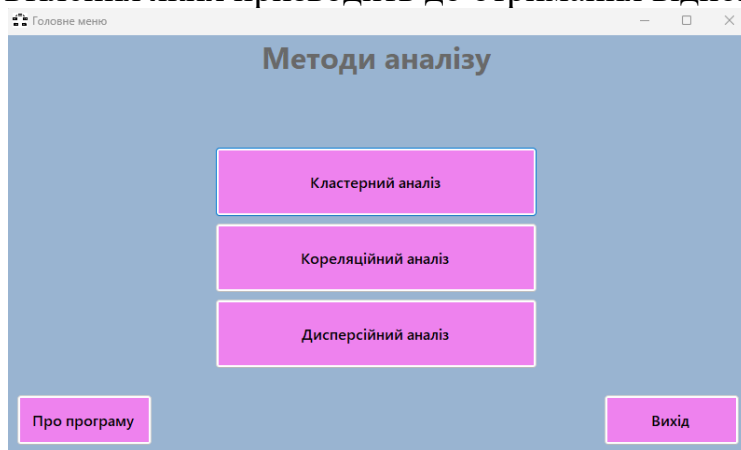 Головне меню
Методи аналізу
Кластерний аналіз
Кореляційний аналіз
Дисперсійний аналіз
Про програму
Вихід